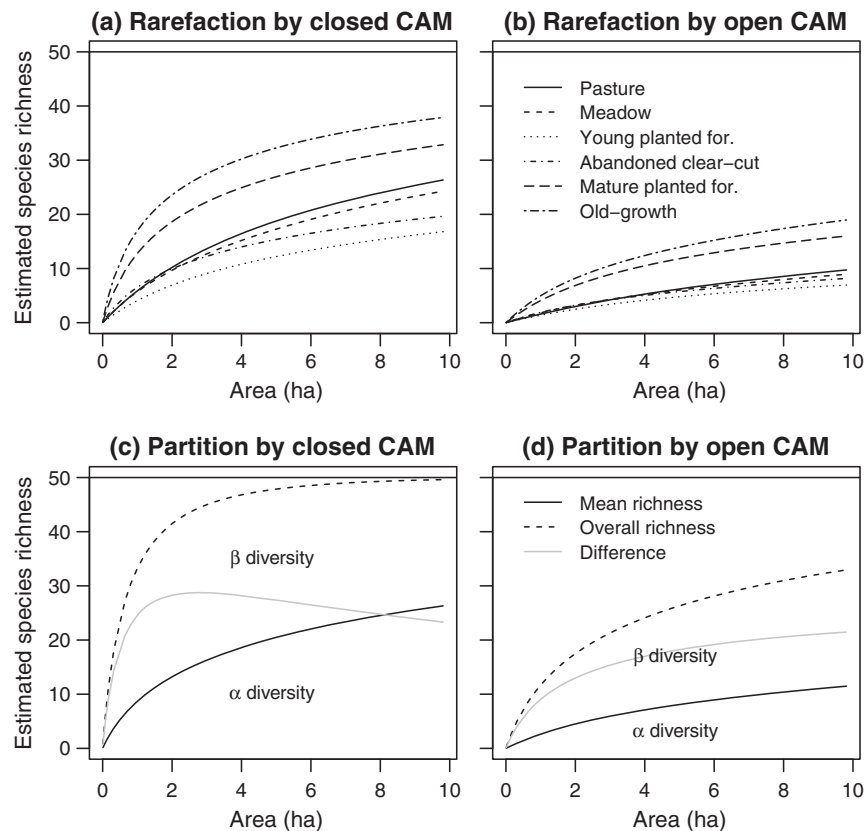 (a) Rarefaction by closed CAM
Estimated species richness
50
40
30
20
10
0
0 2 4 6 8 10
Area (ha)
(b) Rarefaction by open CAM
Pasture
Meadow
Young planted for.
Abandoned clear−cut
Mature planted for.
Old−growth
0 2 4 6 8 10
Area (ha)
(c) Partition by closed CAM
Estimated species richness
50
40
30
20
10
0
β diversity
α diversity
0 2 4 6 8 10
Area (ha)
(d) Partition by open CAM
Mean richness
Overall richness
Difference
β diversity
α diversity
0 2 4 6 8 10
Area (ha)